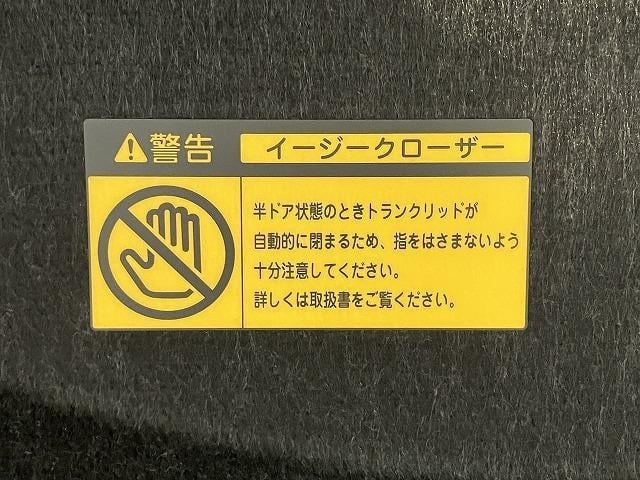 警告 イージークローザー
半ドア状態のときトランクリッドが
自動的に閉まるため、指をはさまないよう
十分注意してください。
詳しくは取扱書をご覧ください。